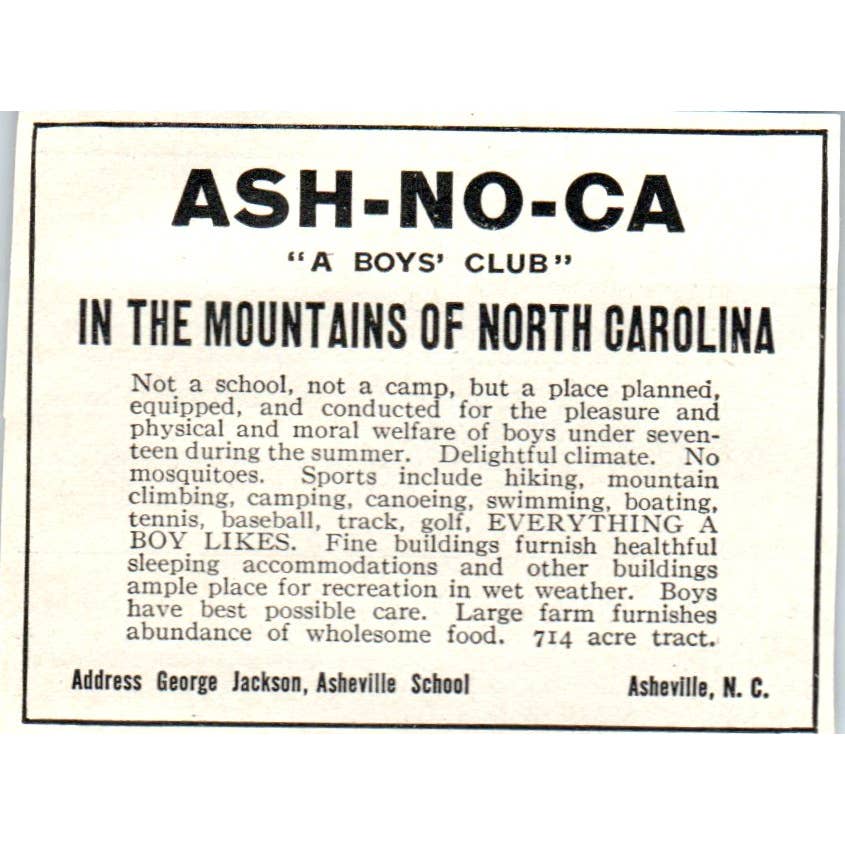 ASH-NO-CA
"A BOYS' CLUB"
IN THE MOUNTAINS OF NORTH CAROLINA
Not a school, not a camp, but a place planned,
equipped, and conducted for the pleasure and
physical and moral welfare of boys under seven-
teen during the summer. Delightful climate. No
mosquitoes. Sports include hiking, mountain
climbing, camping, canoeing, swimming, boating,
tennis, baseball, track, golf, EVERYTHING A
BOY LIKES. Fine buildings furnish healthful
sleeping accommodations and other buildings
ample place for recreation in wet weather. Boys
have best possible care. Large farm furnishes
abundance of wholesome food. 714 acre tract.
Address George Jackson, Asheville School Asheville, N. C.